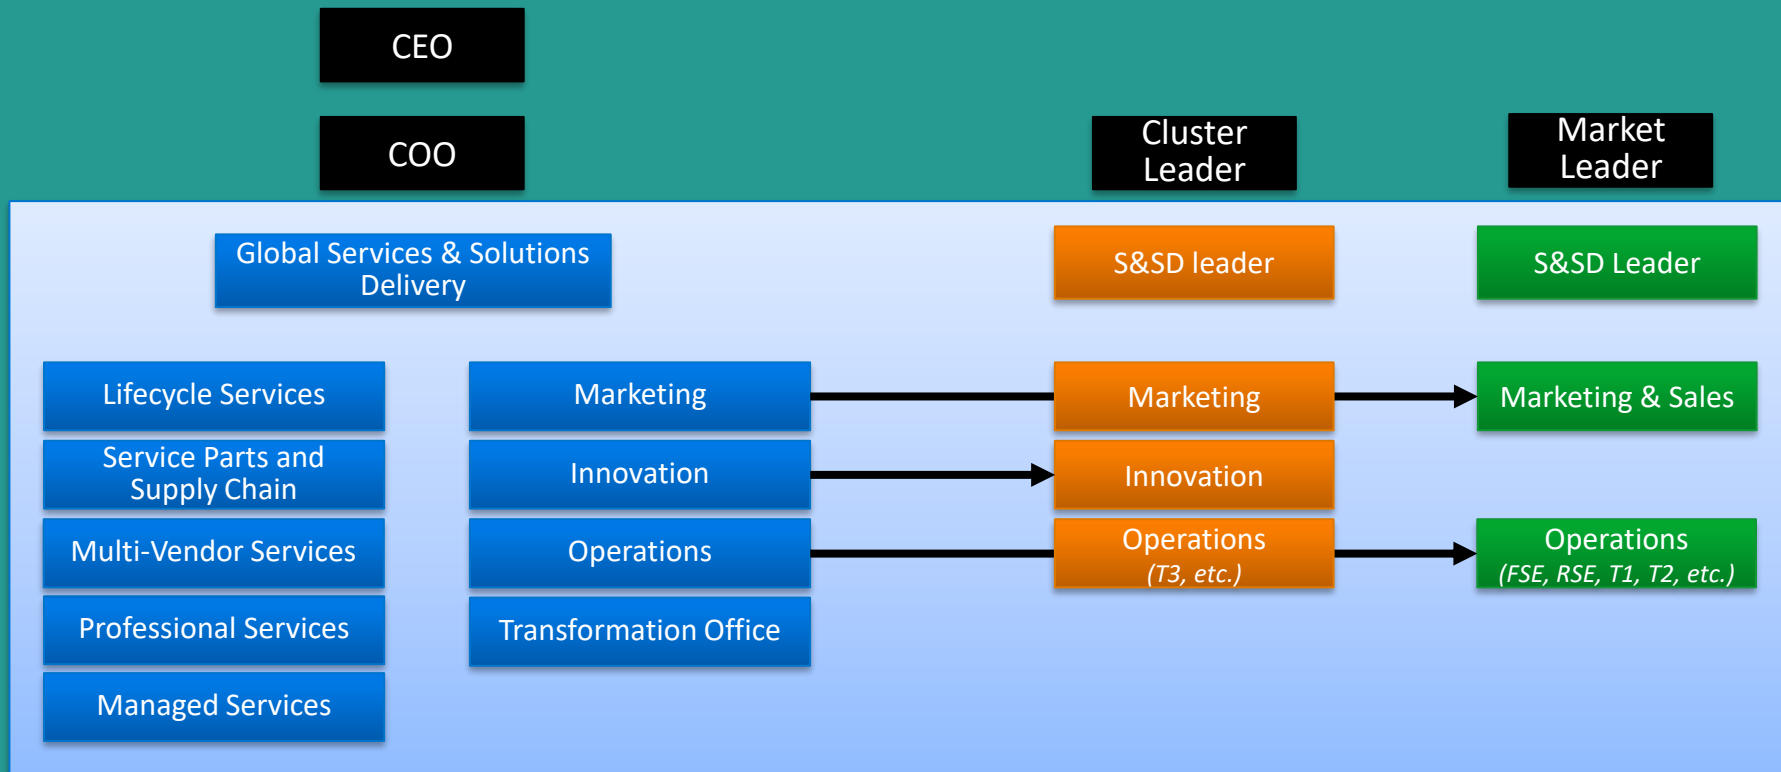 CEO
COO
Cluster
Leader
Market
Leader
Global Services & Solutions
Delivery
S&SD leader
S&SD Leader
Lifecycle Services
Marketing
Marketing
Marketing & Sales
Service Parts and
Supply Chain
Innovation
Innovation
Multi-Vendor Services
Operations
Operations
(T3, etc.)
Operations
(FSE, RSE, T1, T2, etc.)
Professional Services
Transformation Office
Managed Services